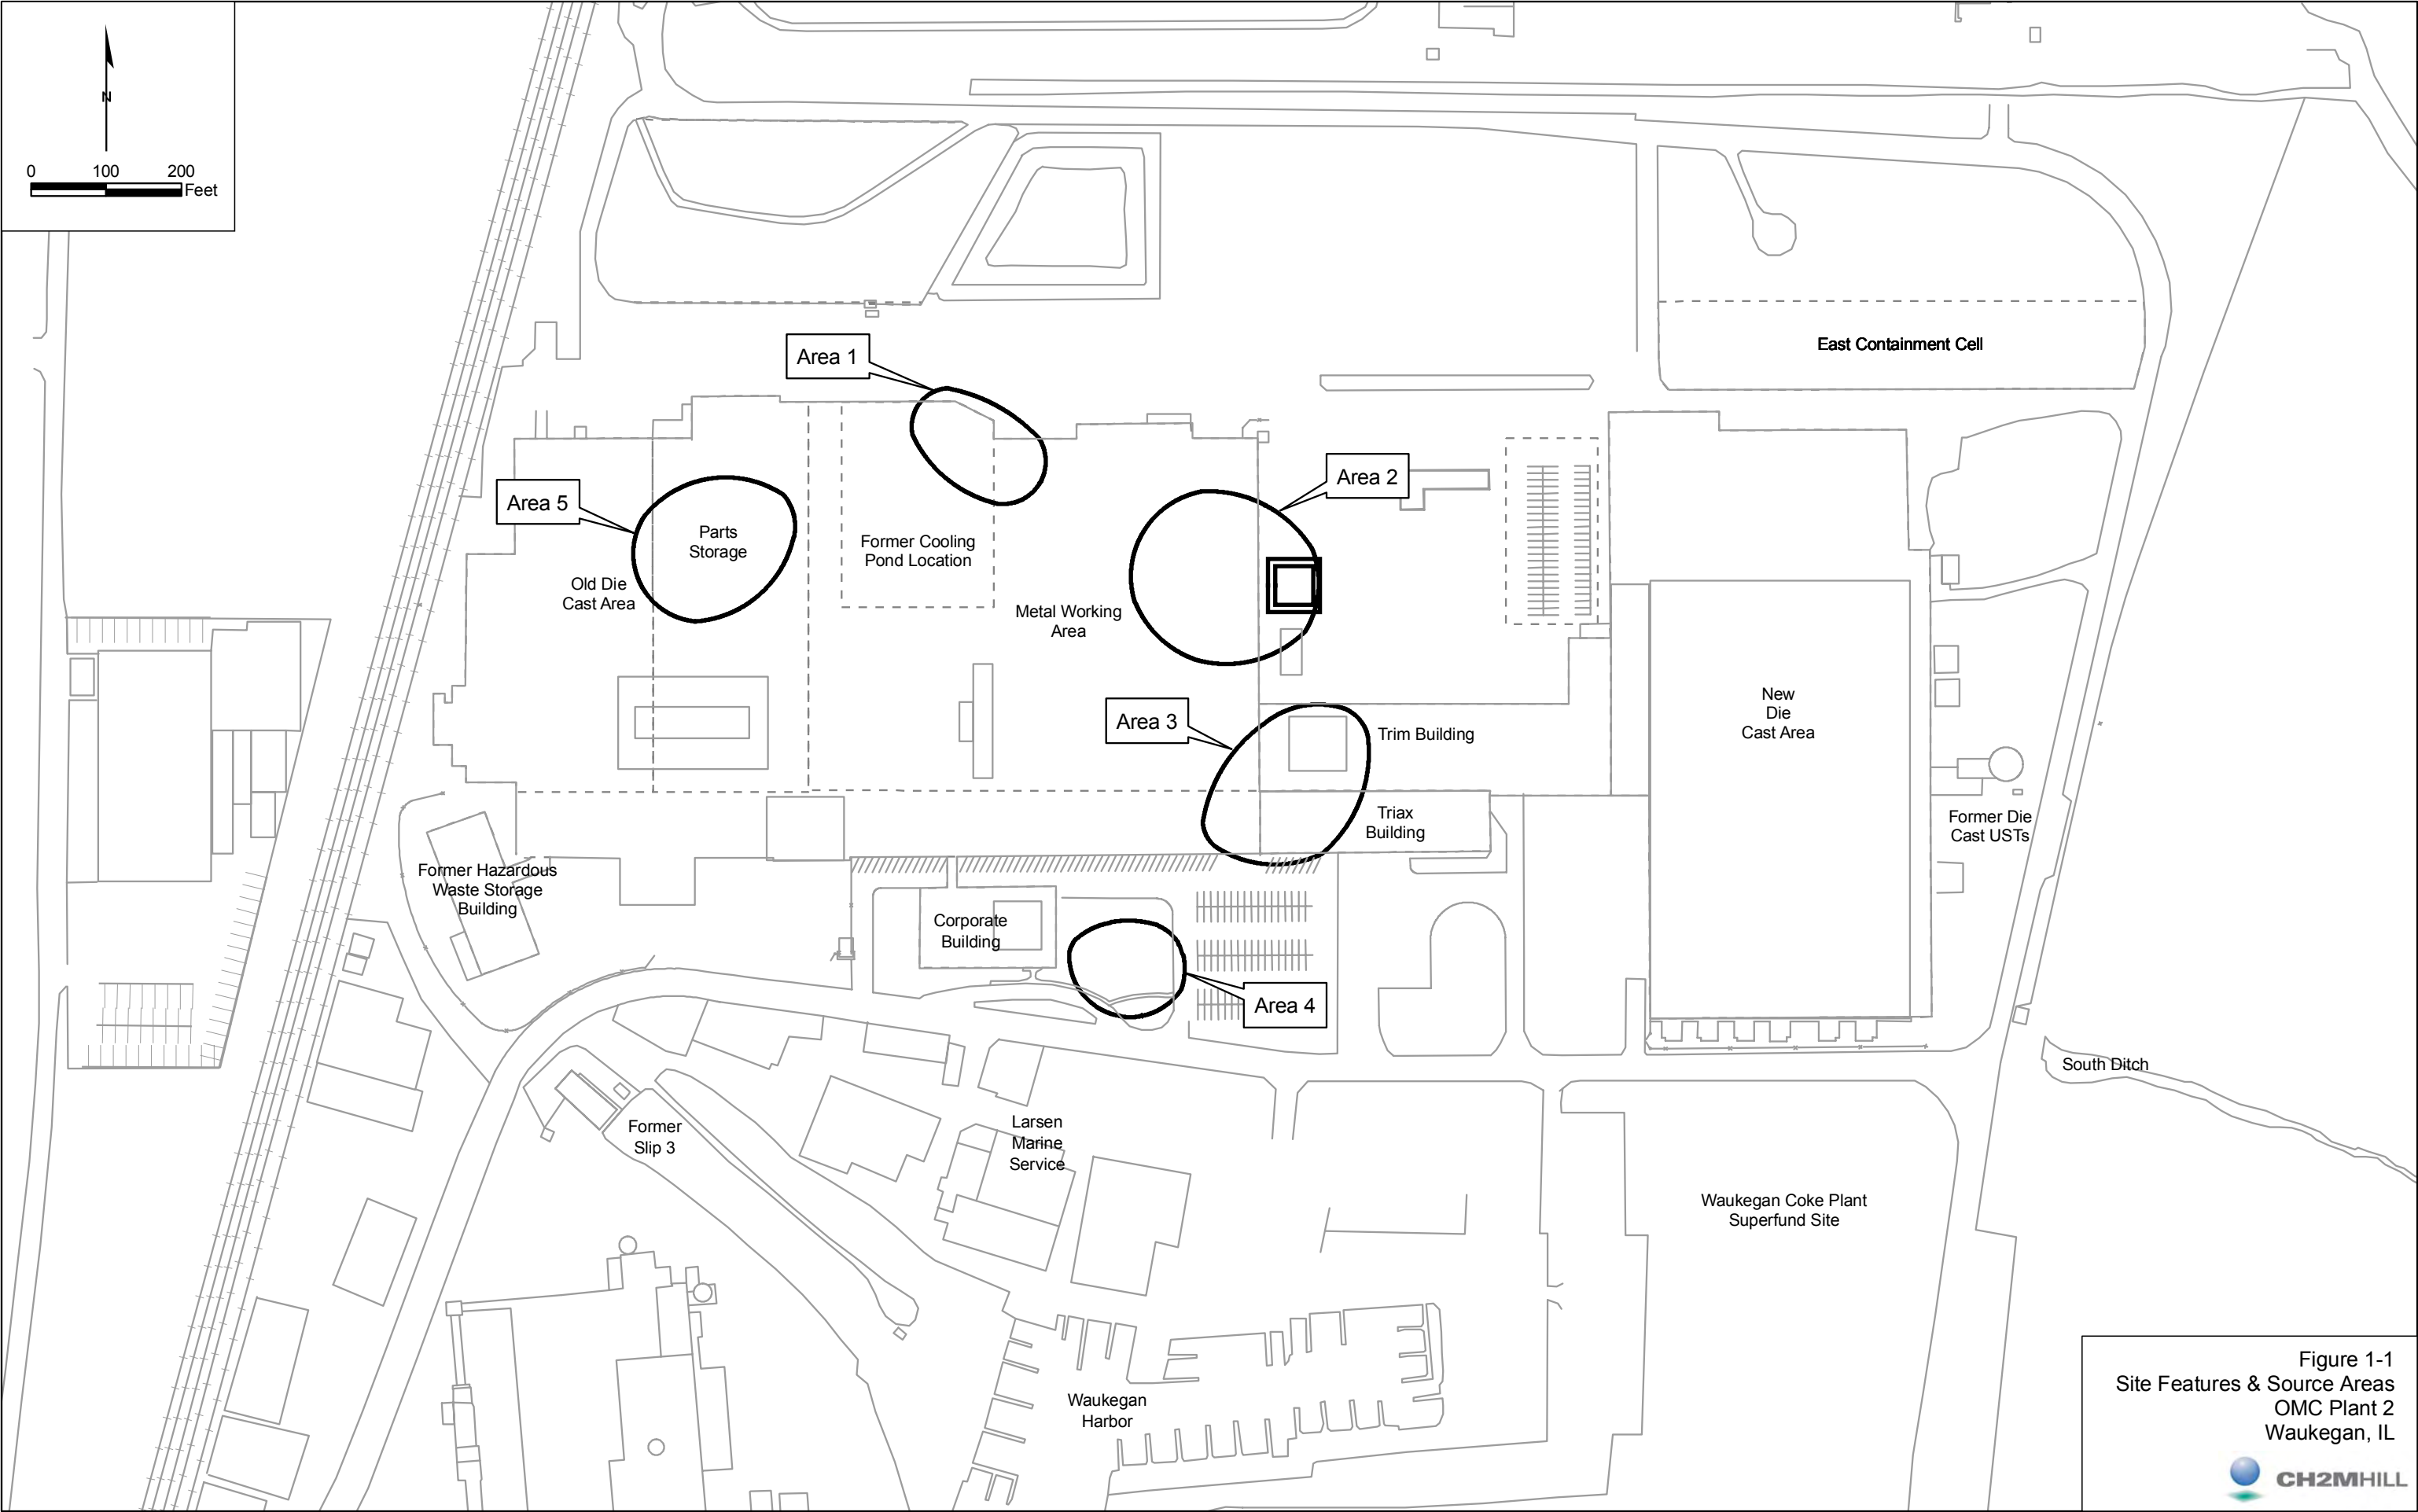 N
0 100 200
Feet
Area 1
East Containment Cell
Area 2
Area 5
Parts
Storage
Former Cooling
Pond Location
Old Die
Cast Area
Metal Working
Area
Area 3
Trim Building
New
Die
Cast Area
Triax
Building
Former Die
Cast USTs
Former Hazardous
Waste Storage
Building
Corporate
Building
Area 4
South Ditch
Former
Slip 3
Larsen
Marine
Service
Waukegan Coke Plant
Superfund Site
Waukegan
Harbor
Figure 1-1
Site Features & Source Areas
OMC Plant 2
Waukegan, IL
CH2MHILL